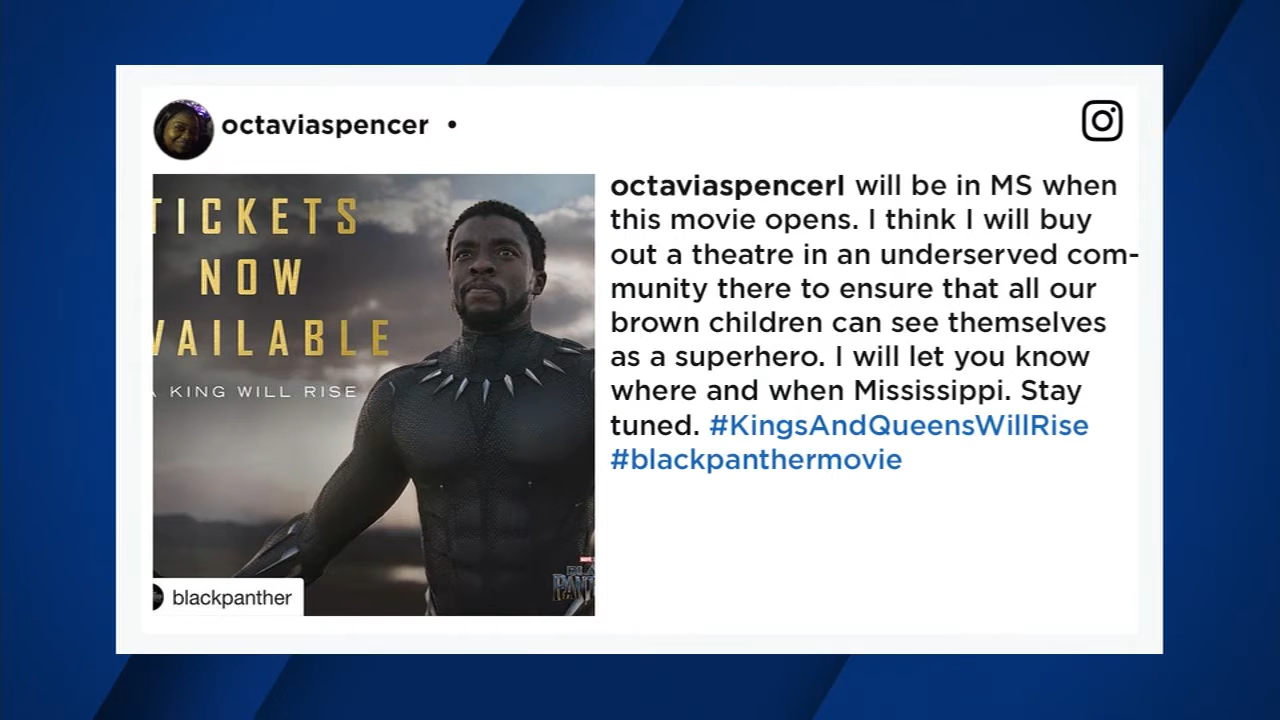 octaviaspencer •
TICKETS
NOW
VAILABLE
A KING WILL RISE
blackpanther
octaviaspencerI will be in MS when
this movie opens. I think I will buy
out a theatre in an underserved com-
munity there to ensure that all our
brown children can see themselves
as a superhero. I will let you know
where and when Mississippi. Stay
tuned. #KingsAndQueensWillRise
#blackpanthermovie